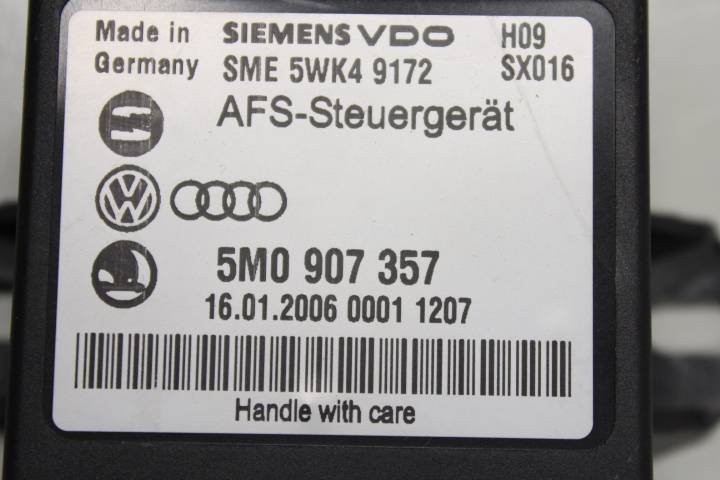 Made in SIEMENS VDO H09
Germany SME 5WK4 9172 SX016
AFS-Steuergerät
VW
5M0 907 357
16.01.2006 0001 1207
Handle with care